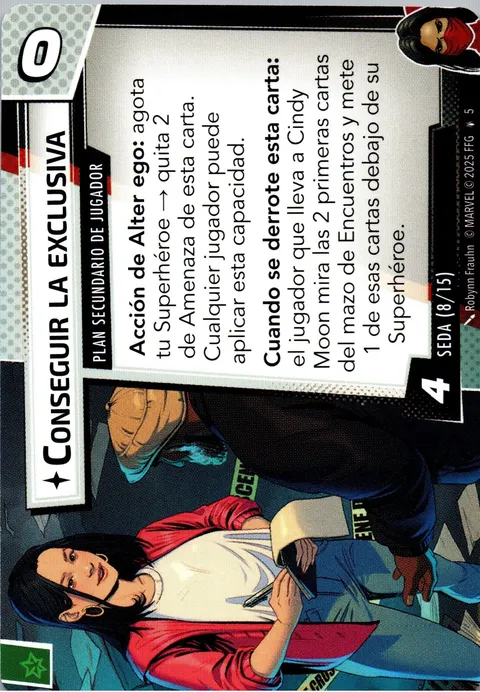 0
CONSEGUIR LA EXCLUSIVA
PLAN SECUNDARIO DE JUGADOR
Acción de Alter ego: agota
tu Superhéroe → quita 2
de Amenaza de esta carta.
Cualquier jugador puede
aplicar esta capacidad.
Cuando se derrote esta carta:
el jugador que lleva a Cindy
Moon mira las 2 primeras cartas
del mazo de Encuentros y mete
1 de esas cartas debajo de su
Superhéroe.
4
SEDA (8/15)
Robynn Frauhn © MARVEL © 2025 FFG 5
CENE
SCENE D
CROS